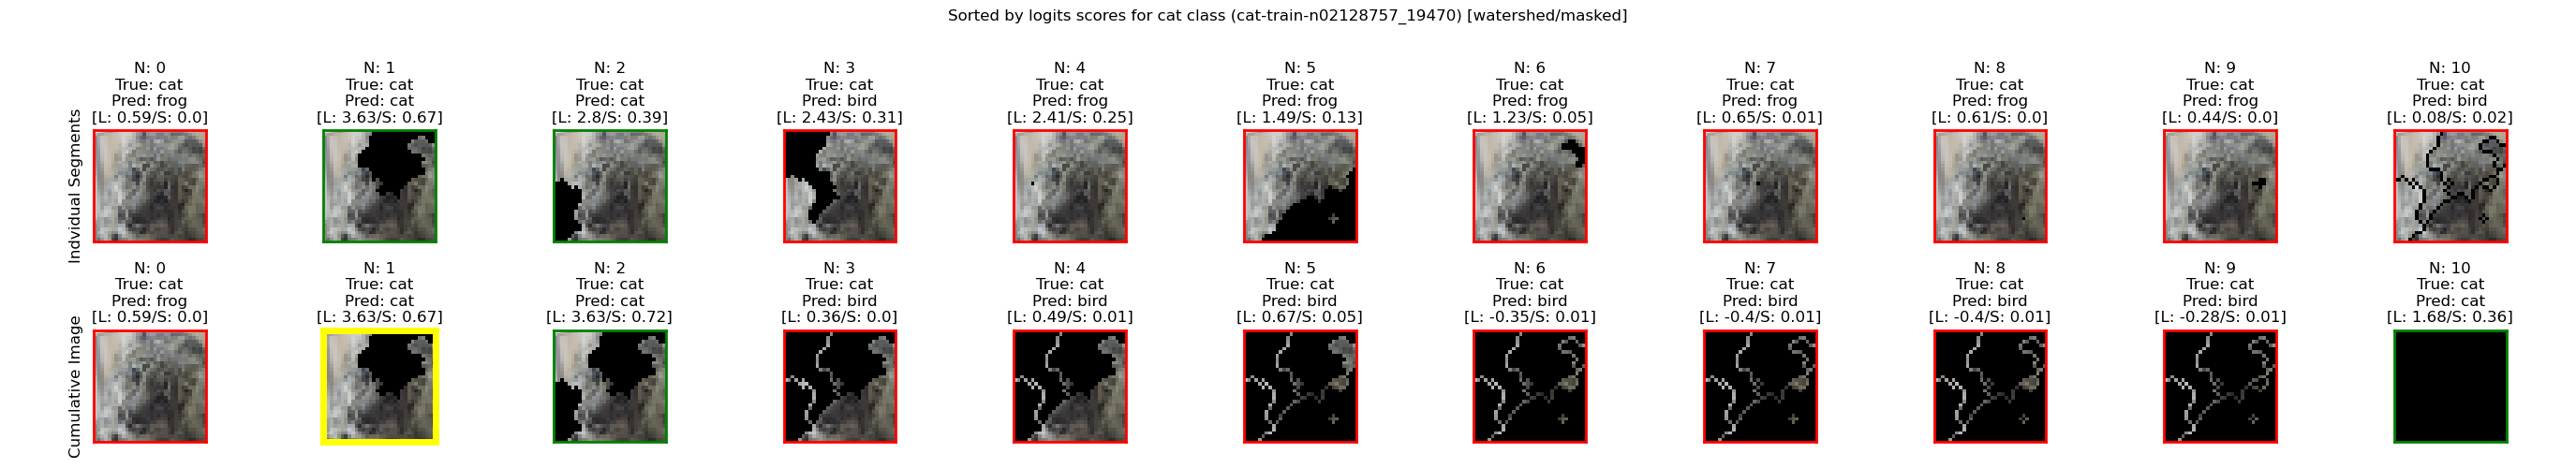 Sorted by logits scores for cat class (cat-train-n02128757_19470) [watershed/masked]
Indvidual Segments
N: 0
True: cat
Pred: frog
[L: 0.59/S: 0.0]
N: 1
True: cat
Pred: cat
[L: 3.63/S: 0.67]
N: 2
True: cat
Pred: cat
[L: 2.8/S: 0.39]
N: 3
True: cat
Pred: bird
[L: 2.43/S: 0.31]
N: 4
True: cat
Pred: frog
[L: 2.41/S: 0.25]
N: 5
True: cat
Pred: frog
[L: 1.49/S: 0.13]
N: 6
True: cat
Pred: frog
[L: 1.23/S: 0.05]
N: 7
True: cat
Pred: frog
[L: 0.65/S: 0.01]
N: 8
True: cat
Pred: frog
[L: 0.61/S: 0.0]
N: 9
True: cat
Pred: frog
[L: 0.44/S: 0.0]
N: 10
True: cat
Pred: bird
[L: 0.08/S: 0.02]
Cumulative Image
N: 0
True: cat
Pred: frog
[L: 0.59/S: 0.0]
N: 1
True: cat
Pred: cat
[L: 3.63/S: 0.67]
N: 2
True: cat
Pred: cat
[L: 3.63/S: 0.72]
N: 3
True: cat
Pred: bird
[L: 0.36/S: 0.0]
N: 4
True: cat
Pred: bird
[L: 0.49/S: 0.01]
N: 5
True: cat
Pred: bird
[L: 0.67/S: 0.05]
N: 6
True: cat
Pred: bird
[L: -0.35/S: 0.01]
N: 7
True: cat
Pred: bird
[L: -0.4/S: 0.01]
N: 8
True: cat
Pred: bird
[L: -0.4/S: 0.01]
N: 9
True: cat
Pred: bird
[L: -0.28/S: 0.01]
N: 10
True: cat
Pred: cat
[L: 1.68/S: 0.36]